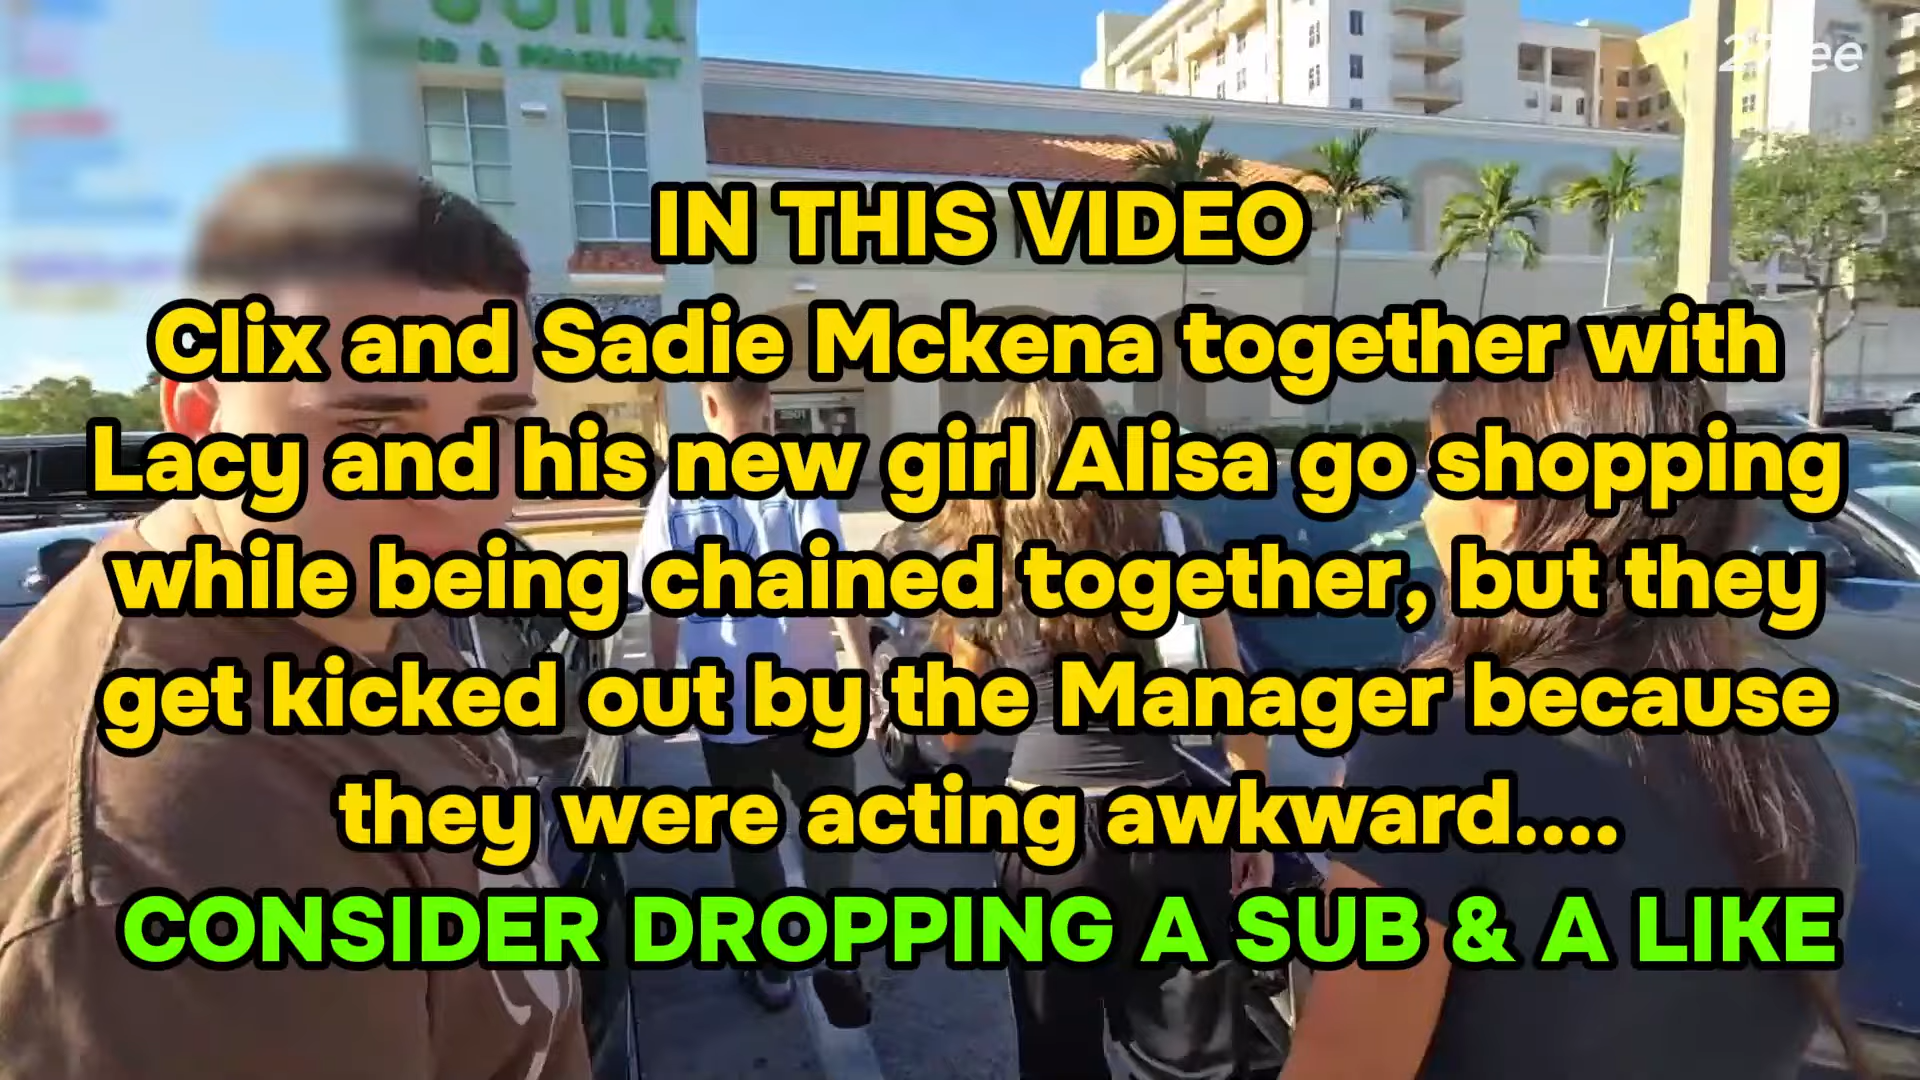 & PHARMACY
IN THIS VIDEO
Clix and Sadie Mckena together with
Lacy and his new girl Alisa go shopping
while being chained together, but they
get kicked out by the Manager because
they were acting awkward....
CONSIDER DROPPING A SUB & A LIKE